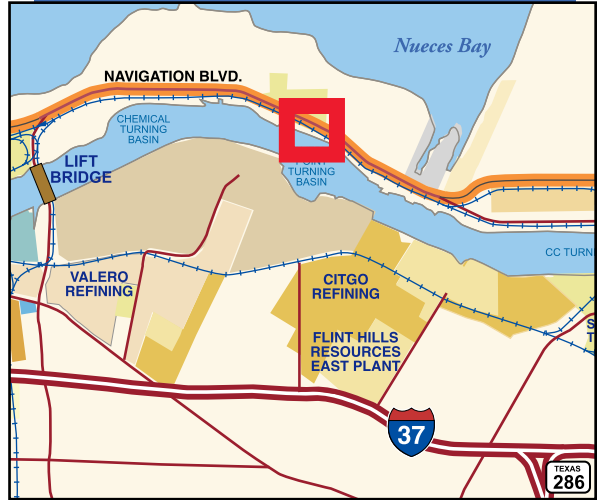 Nueces Bay
NAVIGATION BLVD.
CHEMICAL
TURNING
BASIN
LIFT
BRIDGE
POINT
TURNING
BASIN
CC TURN
VALERO
REFINING
CITGO
REFINING
FLINT HILLS
RESOURCES
EAST PLANT
S
T
37
TEXAS
286